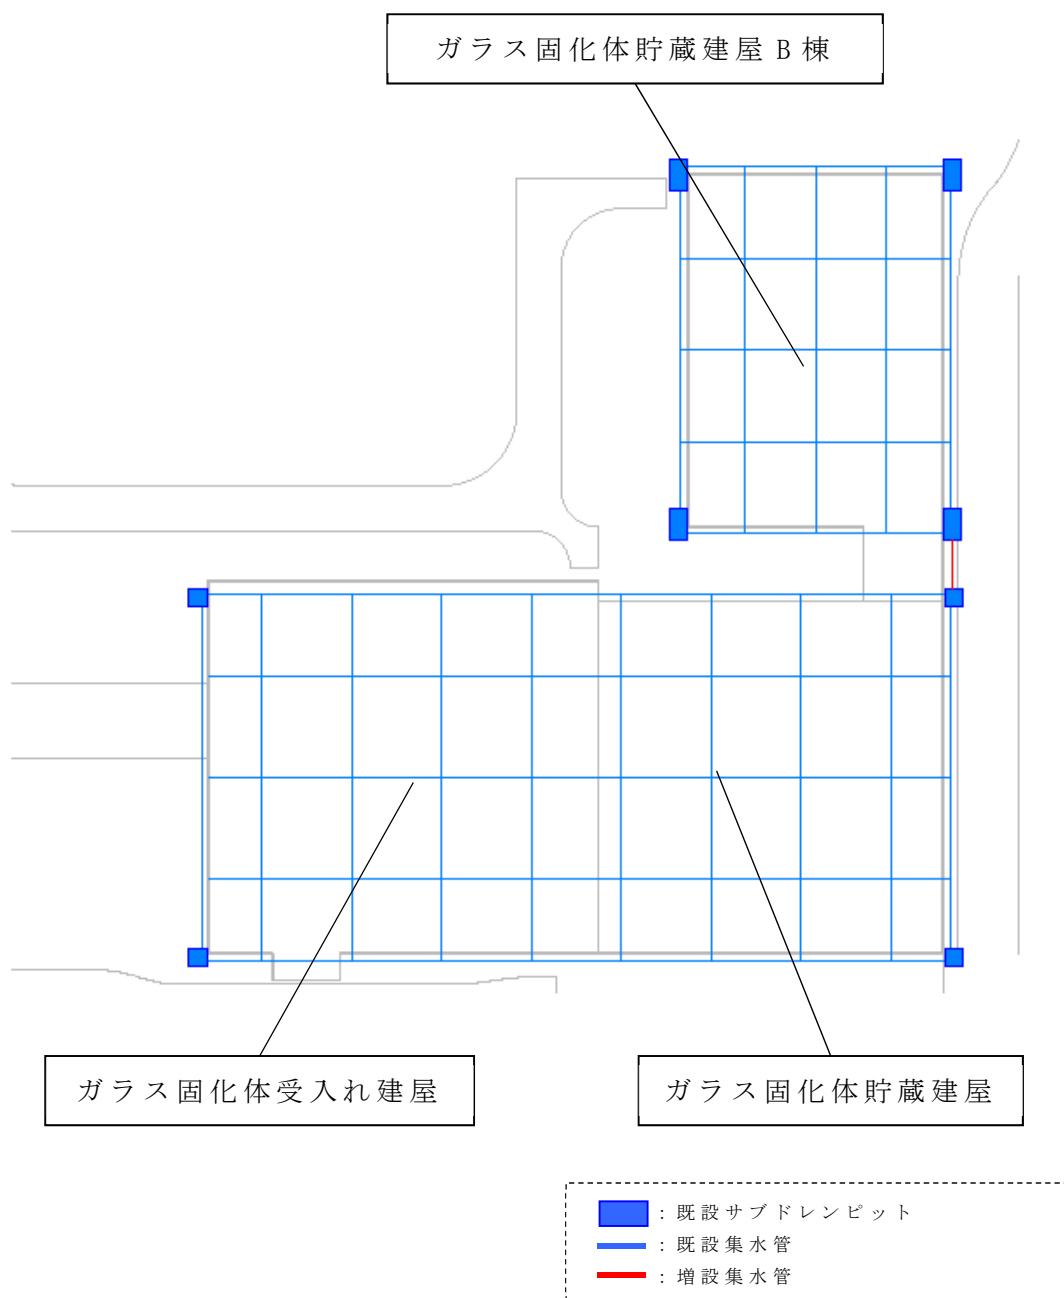 ガラス固化体貯蔵建屋B棟
ガラス固化体受入れ建屋
ガラス固化体貯蔵建屋
：既設サブドレンピット
：既設集水管
：増設集水管